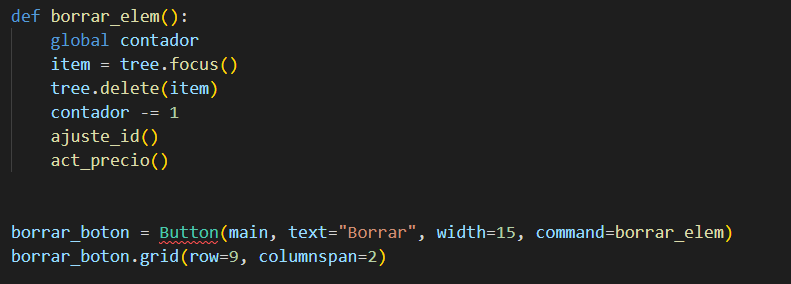 def borrar_elem():
    global contador
    item = tree.focus()
    tree.delete(item)
    contador -= 1
    ajuste_id()
    act_precio()
borrar_boton = Button(main, text="Borrar", width=15, command=borrar_elem)
borrar_boton.grid(row=9, columnspan=2)